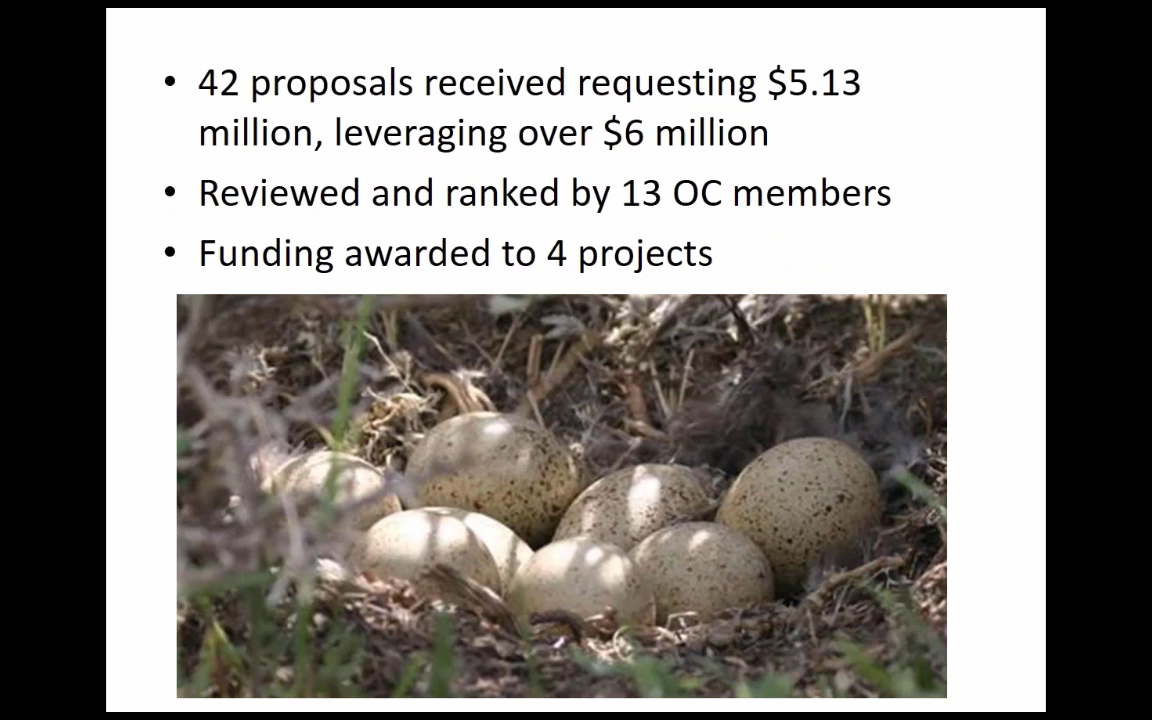 • 42 proposals received requesting $5.13
million, leveraging over $6 million
• Reviewed and ranked by 13 OC members
• Funding awarded to 4 projects